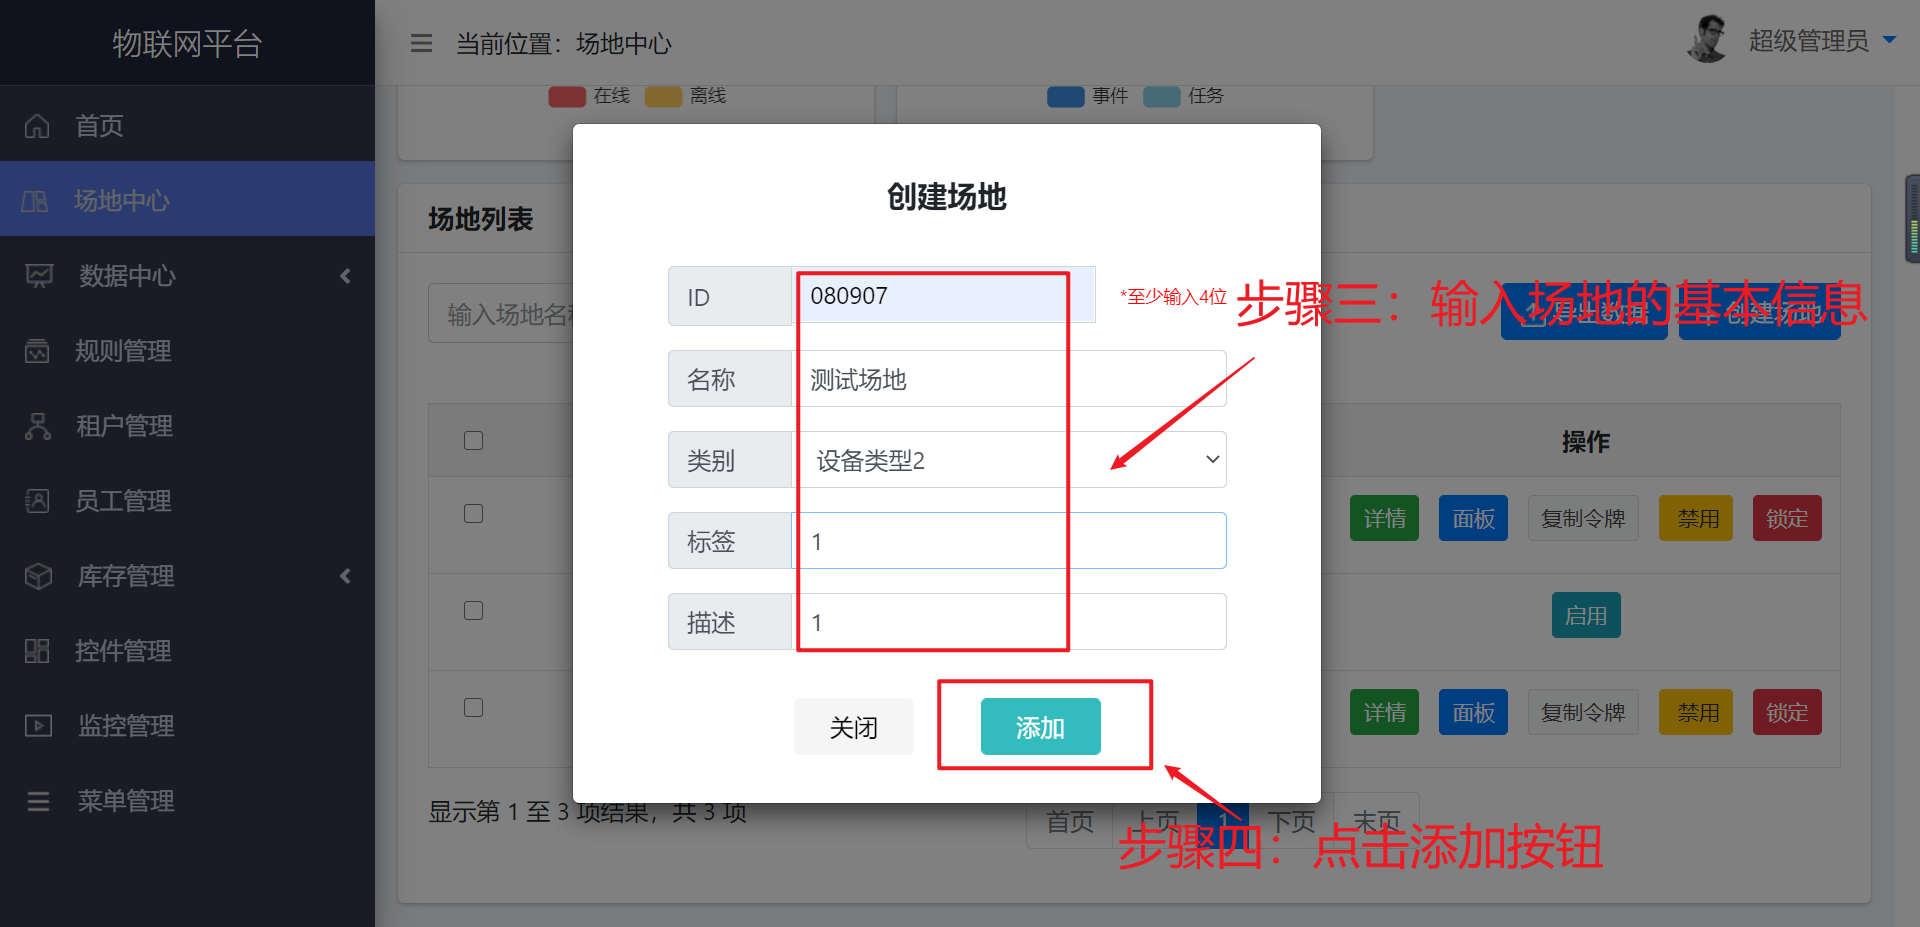 物联网平台
当前位置：场地中心
超级管理员
首页
场地中心
数据中心
规则管理
租户管理
员工管理
库存管理
控件管理
监控管理
菜单管理
在线
离线
事件
任务
场地列表
输入场地名称
导出数据
创建场地
创建场地
ID
080907
*至少输入4位
步骤三：输入场地的基本信息
名称
测试场地
类别
设备类型2
标签
1
描述
1
关闭
添加
操作
详情
面板
复制令牌
禁用
锁定
启用
详情
面板
复制令牌
禁用
锁定
显示第 1 至 3 项结果，共 3 项
首页
上页
1
下页
末页
步骤四：点击添加按钮